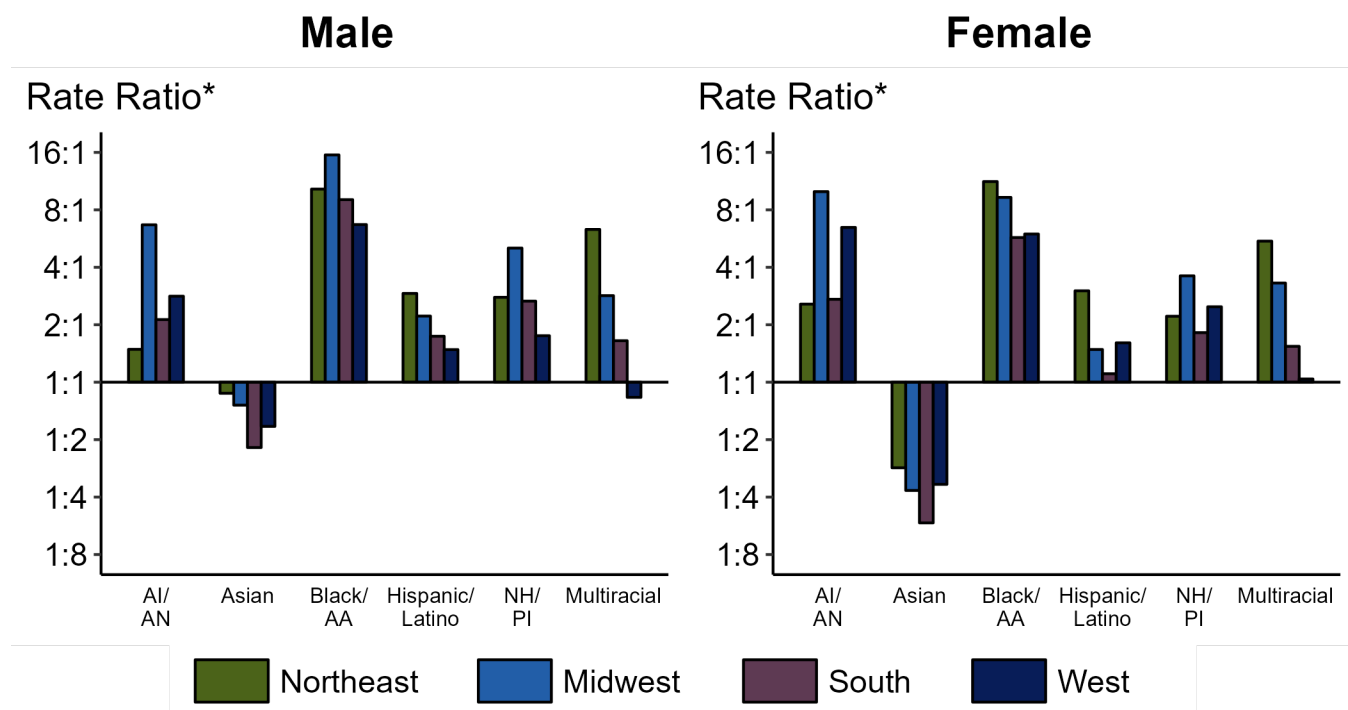 Male
Rate Ratio*
16:1
8:1
4:1
2:1
1:1
1:2
1:4
1:8
AI/
AN
Asian
Black/
AA
Hispanic/
Latino
NH/
PI
Multiracial
Female
Rate Ratio*
16:1
8:1
4:1
2:1
1:1
1:2
1:4
1:8
AI/
AN
Asian
Black/
AA
Hispanic/
Latino
NH/
PI
Multiracial
Northeast
Midwest
South
West